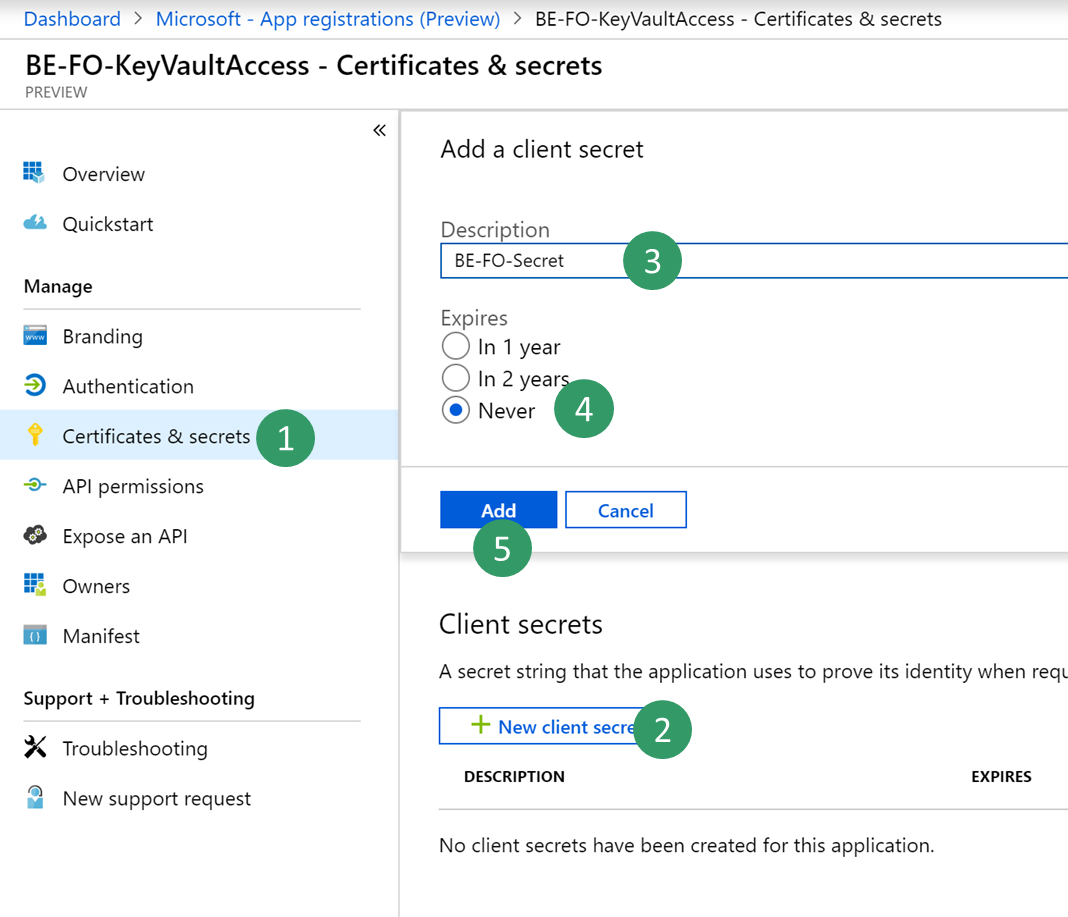 Dashboard > Microsoft - App registrations (Preview) > BE-FO-KeyVaultAccess - Certificates & secrets
BE-FO-KeyVaultAccess - Certificates & secrets
PREVIEW
«
Overview
Quickstart
Manage
www Branding
Authentication
Certificates & secrets 1
API permissions
Expose an API
Owners
Manifest
Support + Troubleshooting
Troubleshooting
New support request
Add a client secret
Description
BE-FO-Secret 3
Expires
In 1 year
In 2 years
Never 4
Add Cancel
5
Client secrets
A secret string that the application uses to prove its identity when
+ New client 2
DESCRIPTION EXPIRES
No client secrets have been created for this application.